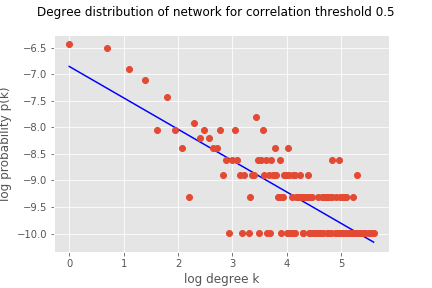 Degree distribution of network for correlation threshold 0.5
log probability p(k)
−6.5
−7.0
−7.5
−8.0
−8.5
−9.0
−9.5
−10.0
0 1 2 3 4 5
log degree k